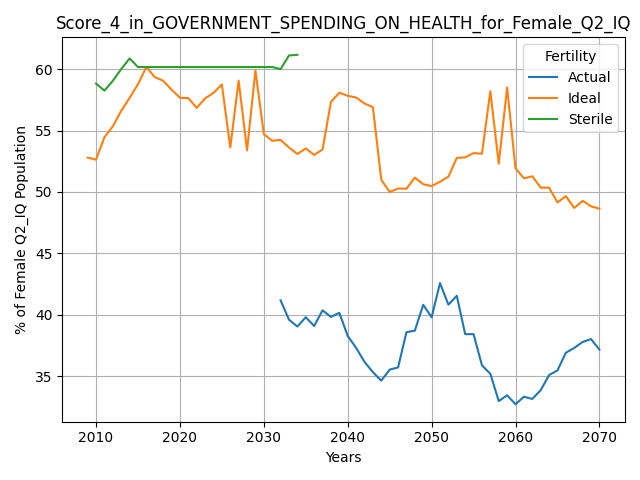 Score_4_in_GOVERNMENT_SPENDING_ON_HEALTH_for_Female_Q2_IQ
% of Female Q2_IQ Population
60
55
50
45
40
35
Fertility
Actual
Ideal
Sterile
2010 2020 2030 2040 2050 2060 2070
Years